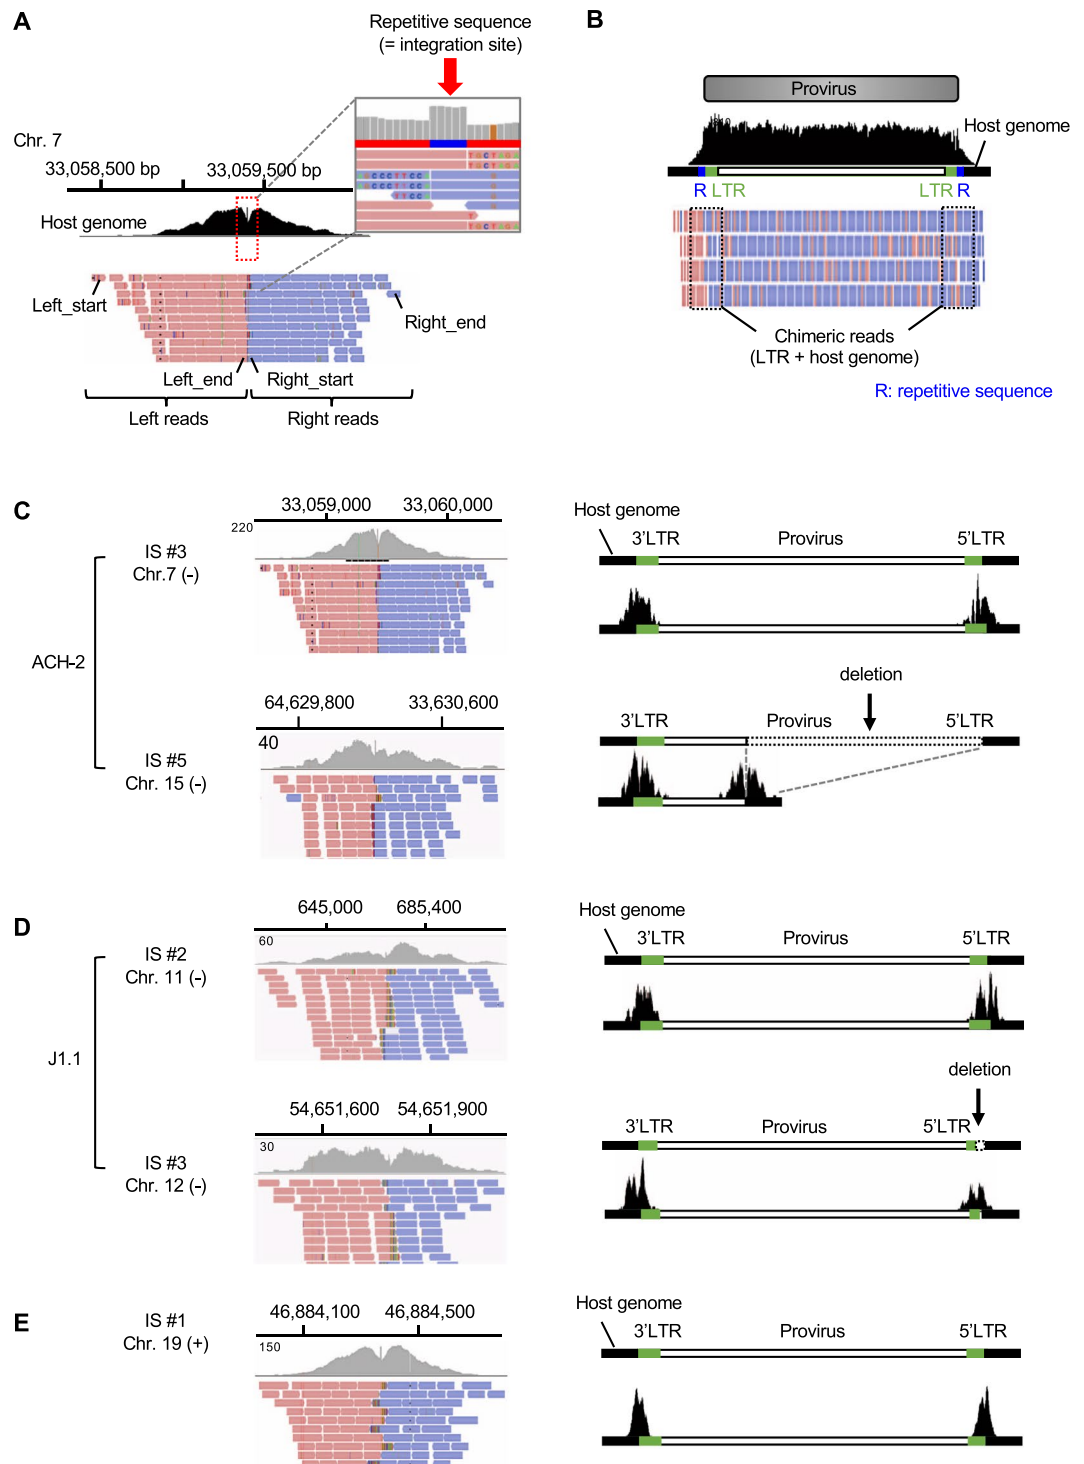 A
Repetitive sequence
(= integration site)
Chr. 7
33,058,500 bp
33,059,500 bp
Host genome
Left_start
Right_end
Left_end
Right_start
Left reads
Right reads
B
Provirus
Host genome
R LTR
LTR R
Chimeric reads
(LTR + host genome)
R: repetitive sequence
C
ACH-2
IS #3
Chr.7 (-)
33,059,000
33,060,000
220
Host genome
3'LTR
Provirus
5'LTR
IS #5
Chr. 15 (-)
64,629,800
33,630,600
40
deletion
3'LTR
Provirus
5'LTR
D
J1.1
IS #2
Chr. 11 (-)
645,000
685,400
60
Host genome
3'LTR
Provirus
5'LTR
IS #3
Chr. 12 (-)
54,651,600
54,651,900
30
deletion
3'LTR
Provirus
5'LTR
E
IS #1
Chr. 19 (+)
46,884,100
46,884,500
150
Host genome
3'LTR
Provirus
5'LTR